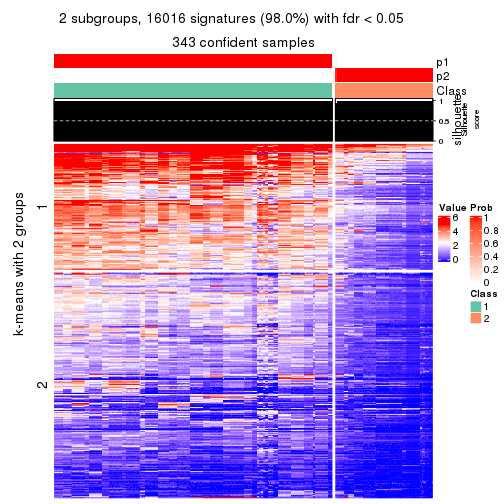 2 subgroups, 16016 signatures (98.0%) with fdr < 0.05
343 confident samples
p1
p2
Class
silhouette
Silhouette
score
1
0.5
0
k-means with 2 groups
1
2
Value
6
4
2
0
Prob
1
0.8
0.6
0.4
0.2
0
Class
1
2